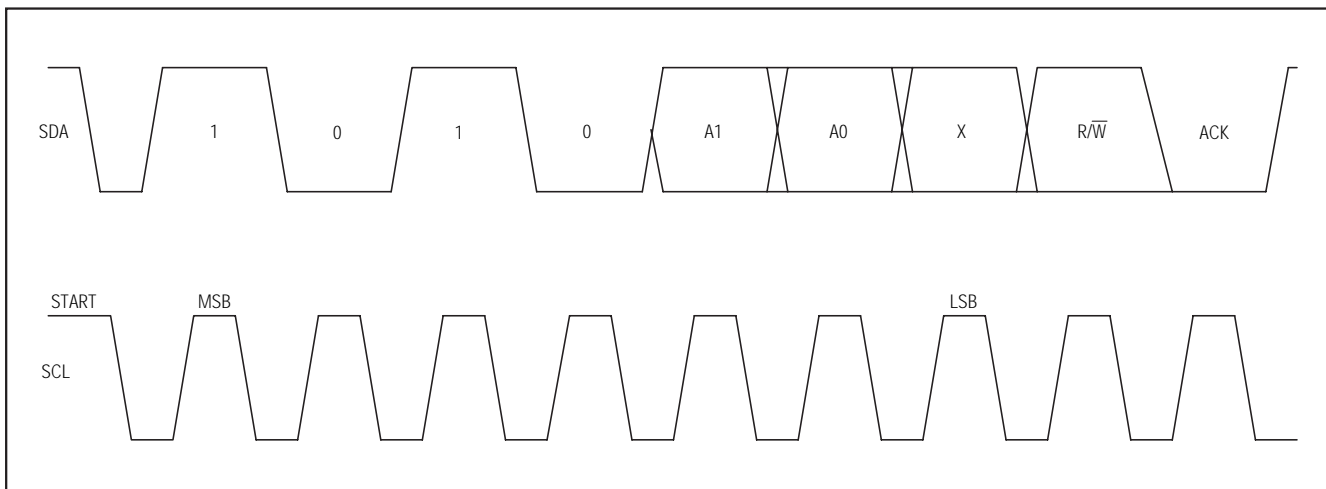 SDA 1 0 1 0 A1 A0 X R/W̅ ACK
START MSB LSB
SCL